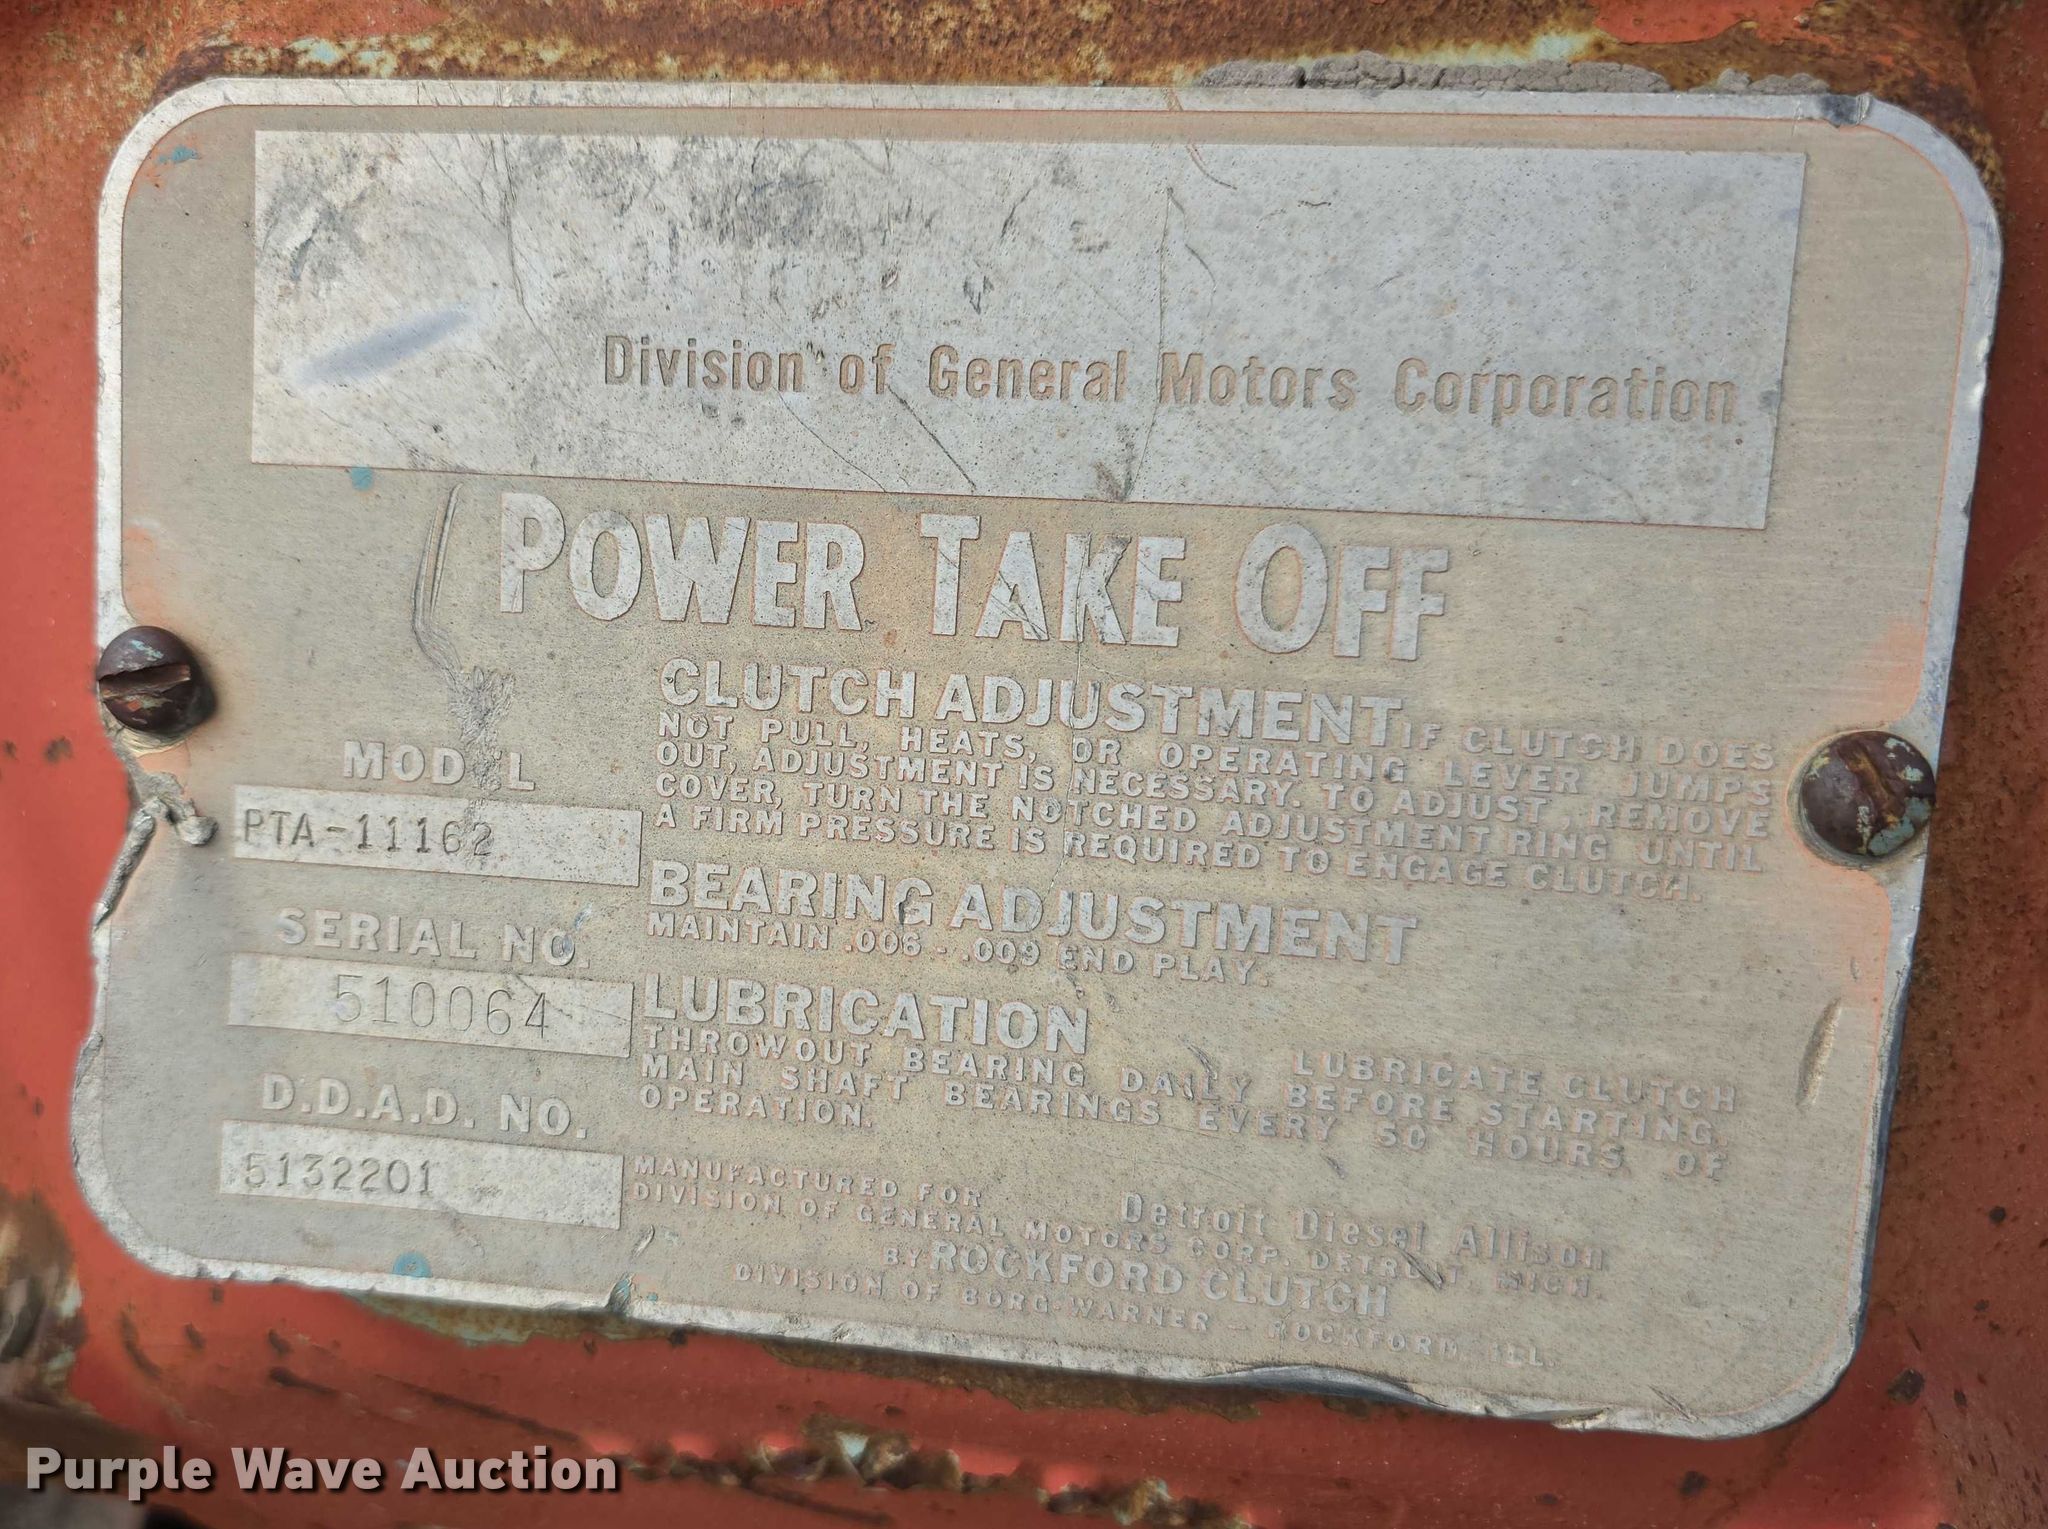 Division of General Motors Corporation
POWER TAKE OFF
MODEL
PTA-11162
SERIAL NO.
510064
D.D.A.D. NO.
5132201
CLUTCH ADJUSTMENT IF CLUTCH DOES
NOT PULL, HEATS, OR OPERATING LEVER JUMPS
OUT, ADJUSTMENT IS NECESSARY. TO ADJUST, REMOVE
COVER, TURN THE NOTCHED ADJUSTMENT RING UNTIL
A FIRM PRESSURE IS REQUIRED TO ENGAGE CLUTCH.
BEARING ADJUSTMENT
MAINTAIN .006 - .009 END PLAY.
LUBRICATION LUBRICATE CLUTCH
THROWOUT BEARING DAILY BEFORE STARTING,
MAIN SHAFT BEARINGS EVERY 50 HOURS OF
OPERATION.
MANUFACTURED FOR Detroit Diesel Allison
DIVISION OF GENERAL MOTORS CORP. DETROIT, MICH.
BY ROCKFORD CLUTCH
DIVISION OF BORG-WARNER - ROCKFORD, ILL.
Purple Wave Auction